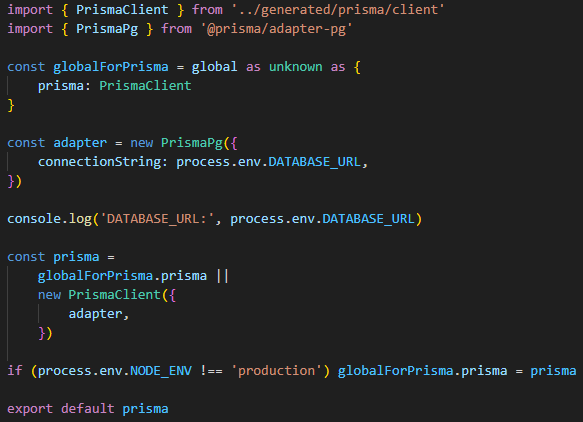 import { PrismaClient } from '../generated/prisma/client'
import { PrismaPg } from '@prisma/adapter-pg'

const globalForPrisma = global as unknown as {
    prisma: PrismaClient
}

const adapter = new PrismaPg({
    connectionString: process.env.DATABASE_URL,
})

console.log('DATABASE_URL:', process.env.DATABASE_URL)

const prisma =
    globalForPrisma.prisma ||
    new PrismaClient({
        adapter,
    })

if (process.env.NODE_ENV !== 'production') globalForPrisma.prisma = prisma

export default prisma